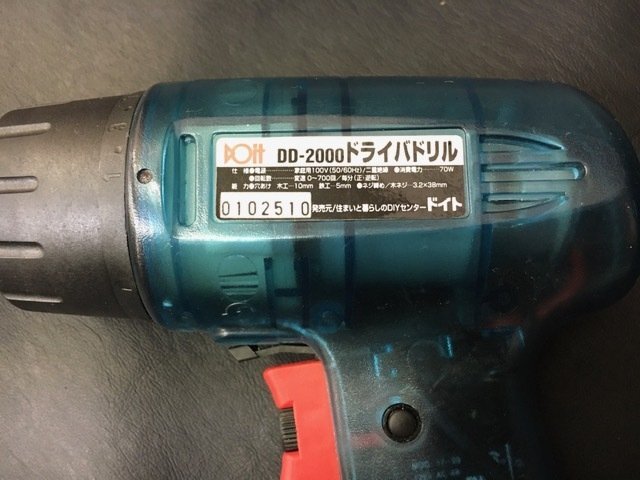 DOIT DD-2000ドライバドリル
仕様●電源………家庭用100V(50/60Hz)/二重絶縁 ●消費電力……70W
●回転数………変速0～700回/毎分(正・逆転)
能力●穴あけ 木工…10mm 鉄工…5mm ●ネジ締め/木ネジ…3.2×38mm
0102510 発売元/住まいと暮らしのDIYセンター ドイト